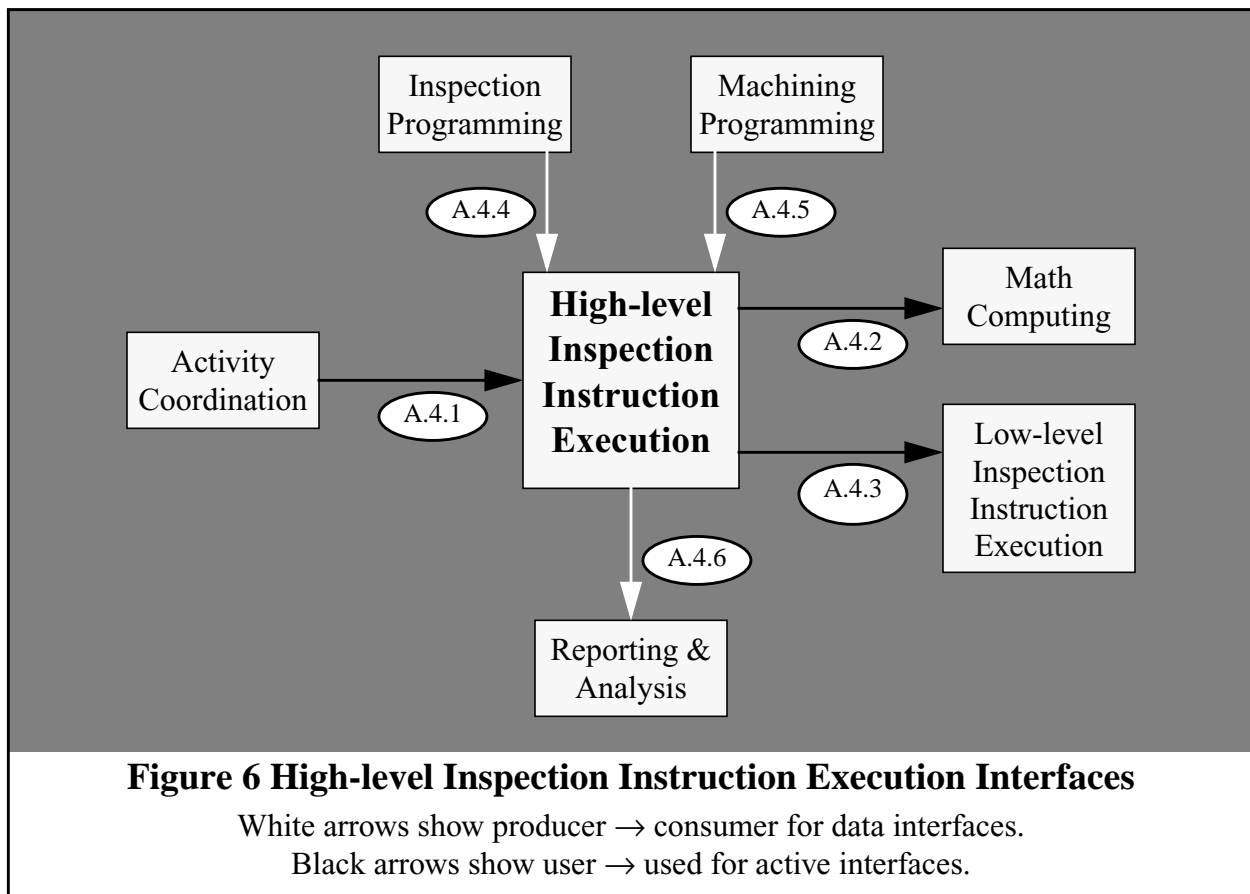 Inspection
Programming
Machining
Programming
A.4.4
A.4.5
High-level
Inspection
Instruction
Execution
Math
Computing
A.4.2
Activity
Coordination
A.4.1
Low-level
Inspection
Instruction
Execution
A.4.3
A.4.6
Reporting &
Analysis
Figure 6 High-level Inspection Instruction Execution Interfaces
White arrows show producer → consumer for data interfaces.
Black arrows show user → used for active interfaces.